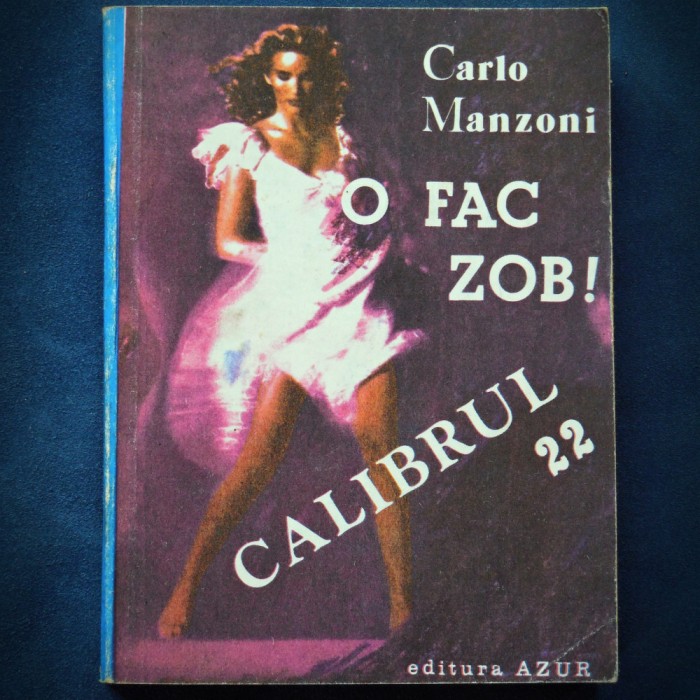 Carlo
Manzoni
O FAC
ZOB!
CALIBRUL
22
editura AZUR